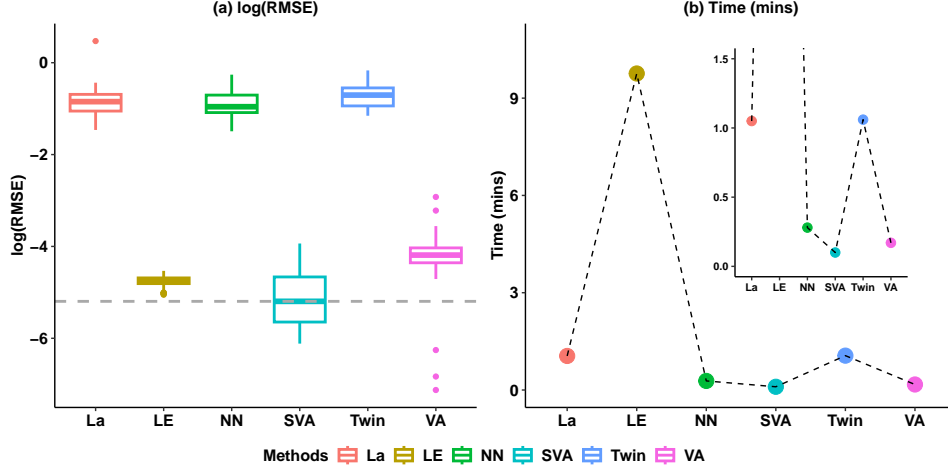 (a) log(RMSE)
log(RMSE)
0
−2
−4
−6
La LE NN SVA Twin VA
(b) Time (mins)
Time (mins)
9
6
3
0
La LE NN SVA Twin VA
1.5
1.0
0.5
0.0
La LE NN SVA Twin VA
Methods La LE NN SVA Twin VA